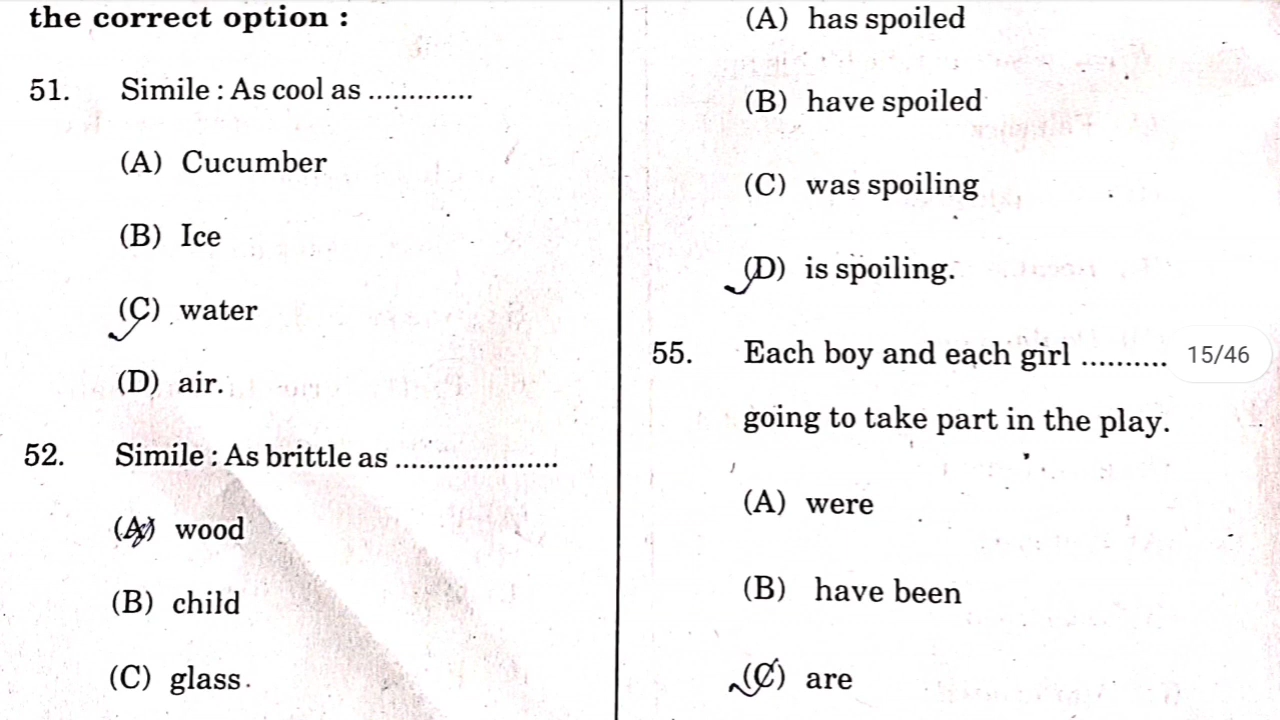 the correct option :
51. Simile : As cool as .............
(A) Cucumber
(B) Ice
(C) water
(D) air.
52. Simile : As brittle as .....................
(A) wood
(B) child
(C) glass.
(A) has spoiled
(B) have spoiled
(C) was spoiling
(D) is spoiling.
55. Each boy and each girl ..........
going to take part in the play.
(A) were
(B) have been
(C) are
15/46